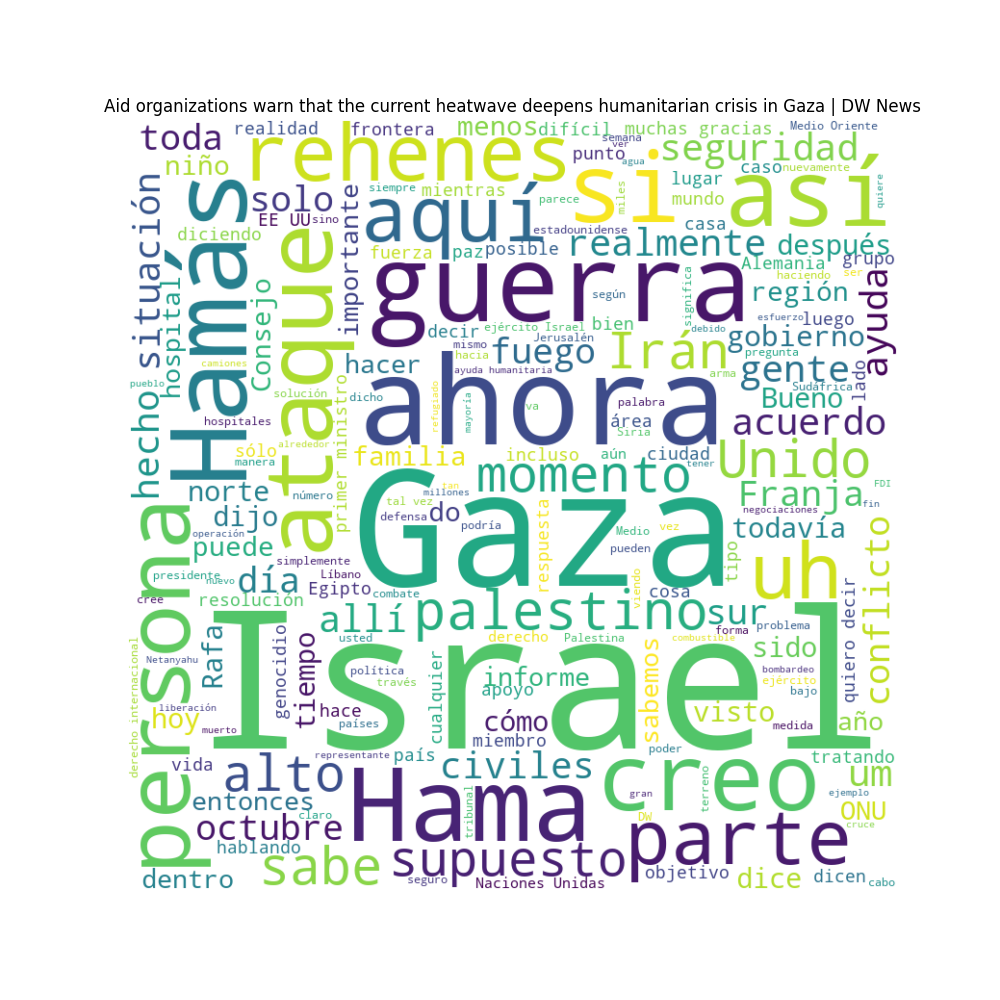 Aid organizations warn that the current heatwave deepens humanitarian crisis in Gaza | DW News
toda
realidad
frontera
menos
difícil
muchas gracias
Medio Oriente
semana
ver
niño
rehenes
punto
agua
seguridad
caso
nuevamente
solo
siempre
mientras
si
lugar
parece
miles
mundo
así
quiere
EE UU
sino
aquí
estadounidense
casa
diciendo
importante
fuerza
paz
posible
realmente
después
grupo
situación
Hamas
hospital
Consejo
ataque
guerra
según
significa
Alemania
haciendo
ser
región
ayuda
decir
ejército Israel
bien
esfuerzo
luego
debido
gobierno
mismo
Jerusalén
hacia
fuego
Irán
pregunta
camiones
hacer
ayuda humanitaria
gente
lado
arma
Sudáfrica
pueblo
solución
dicho
ahora
refugiado
mayoría
va
palabra
Bueno
hecho
hospitales
primer ministro
área
Siria
acuerdo
alrededor
sólo
familia
incluso
aún
ciudad
Unido
manera
momento
tener
norte
número
tan
millones
Franja
FDI
tal vez
fin
dijo
defensa
do
Gaza
podría
respuesta
Medio
vez
negociaciones
todavía
operación
puede
simplemente
pueden
tipo
conflicto
persona
presidente
nuevo
día
Líbano
Egipto
combate
viendo
cosa
uh
cree
resolución
allí
palestino
sur
quiero decir
forma
problema
derecho internacional
Rafa
genocidio
tiempo
usted
derecho
Palestina
combustible
sido
Netanyahu
Israel
política
través
cualquier
informe
apoyo
sabemos
bombardeo
ejército
bajo
liberación
hoy
hace
países
cómo
visto
medida
año
muerto
miembro
vida
alto
representante
país
civiles
poder
creo
tratando
terreno
um
entonces
Hama
tribunal
gran
ejemplo
claro
octubre
DW
parte
ONU
cruce
hablando
sabe
supuesto
dentro
seguro
Naciones Unidas
objetivo
dice
dicen
cabo